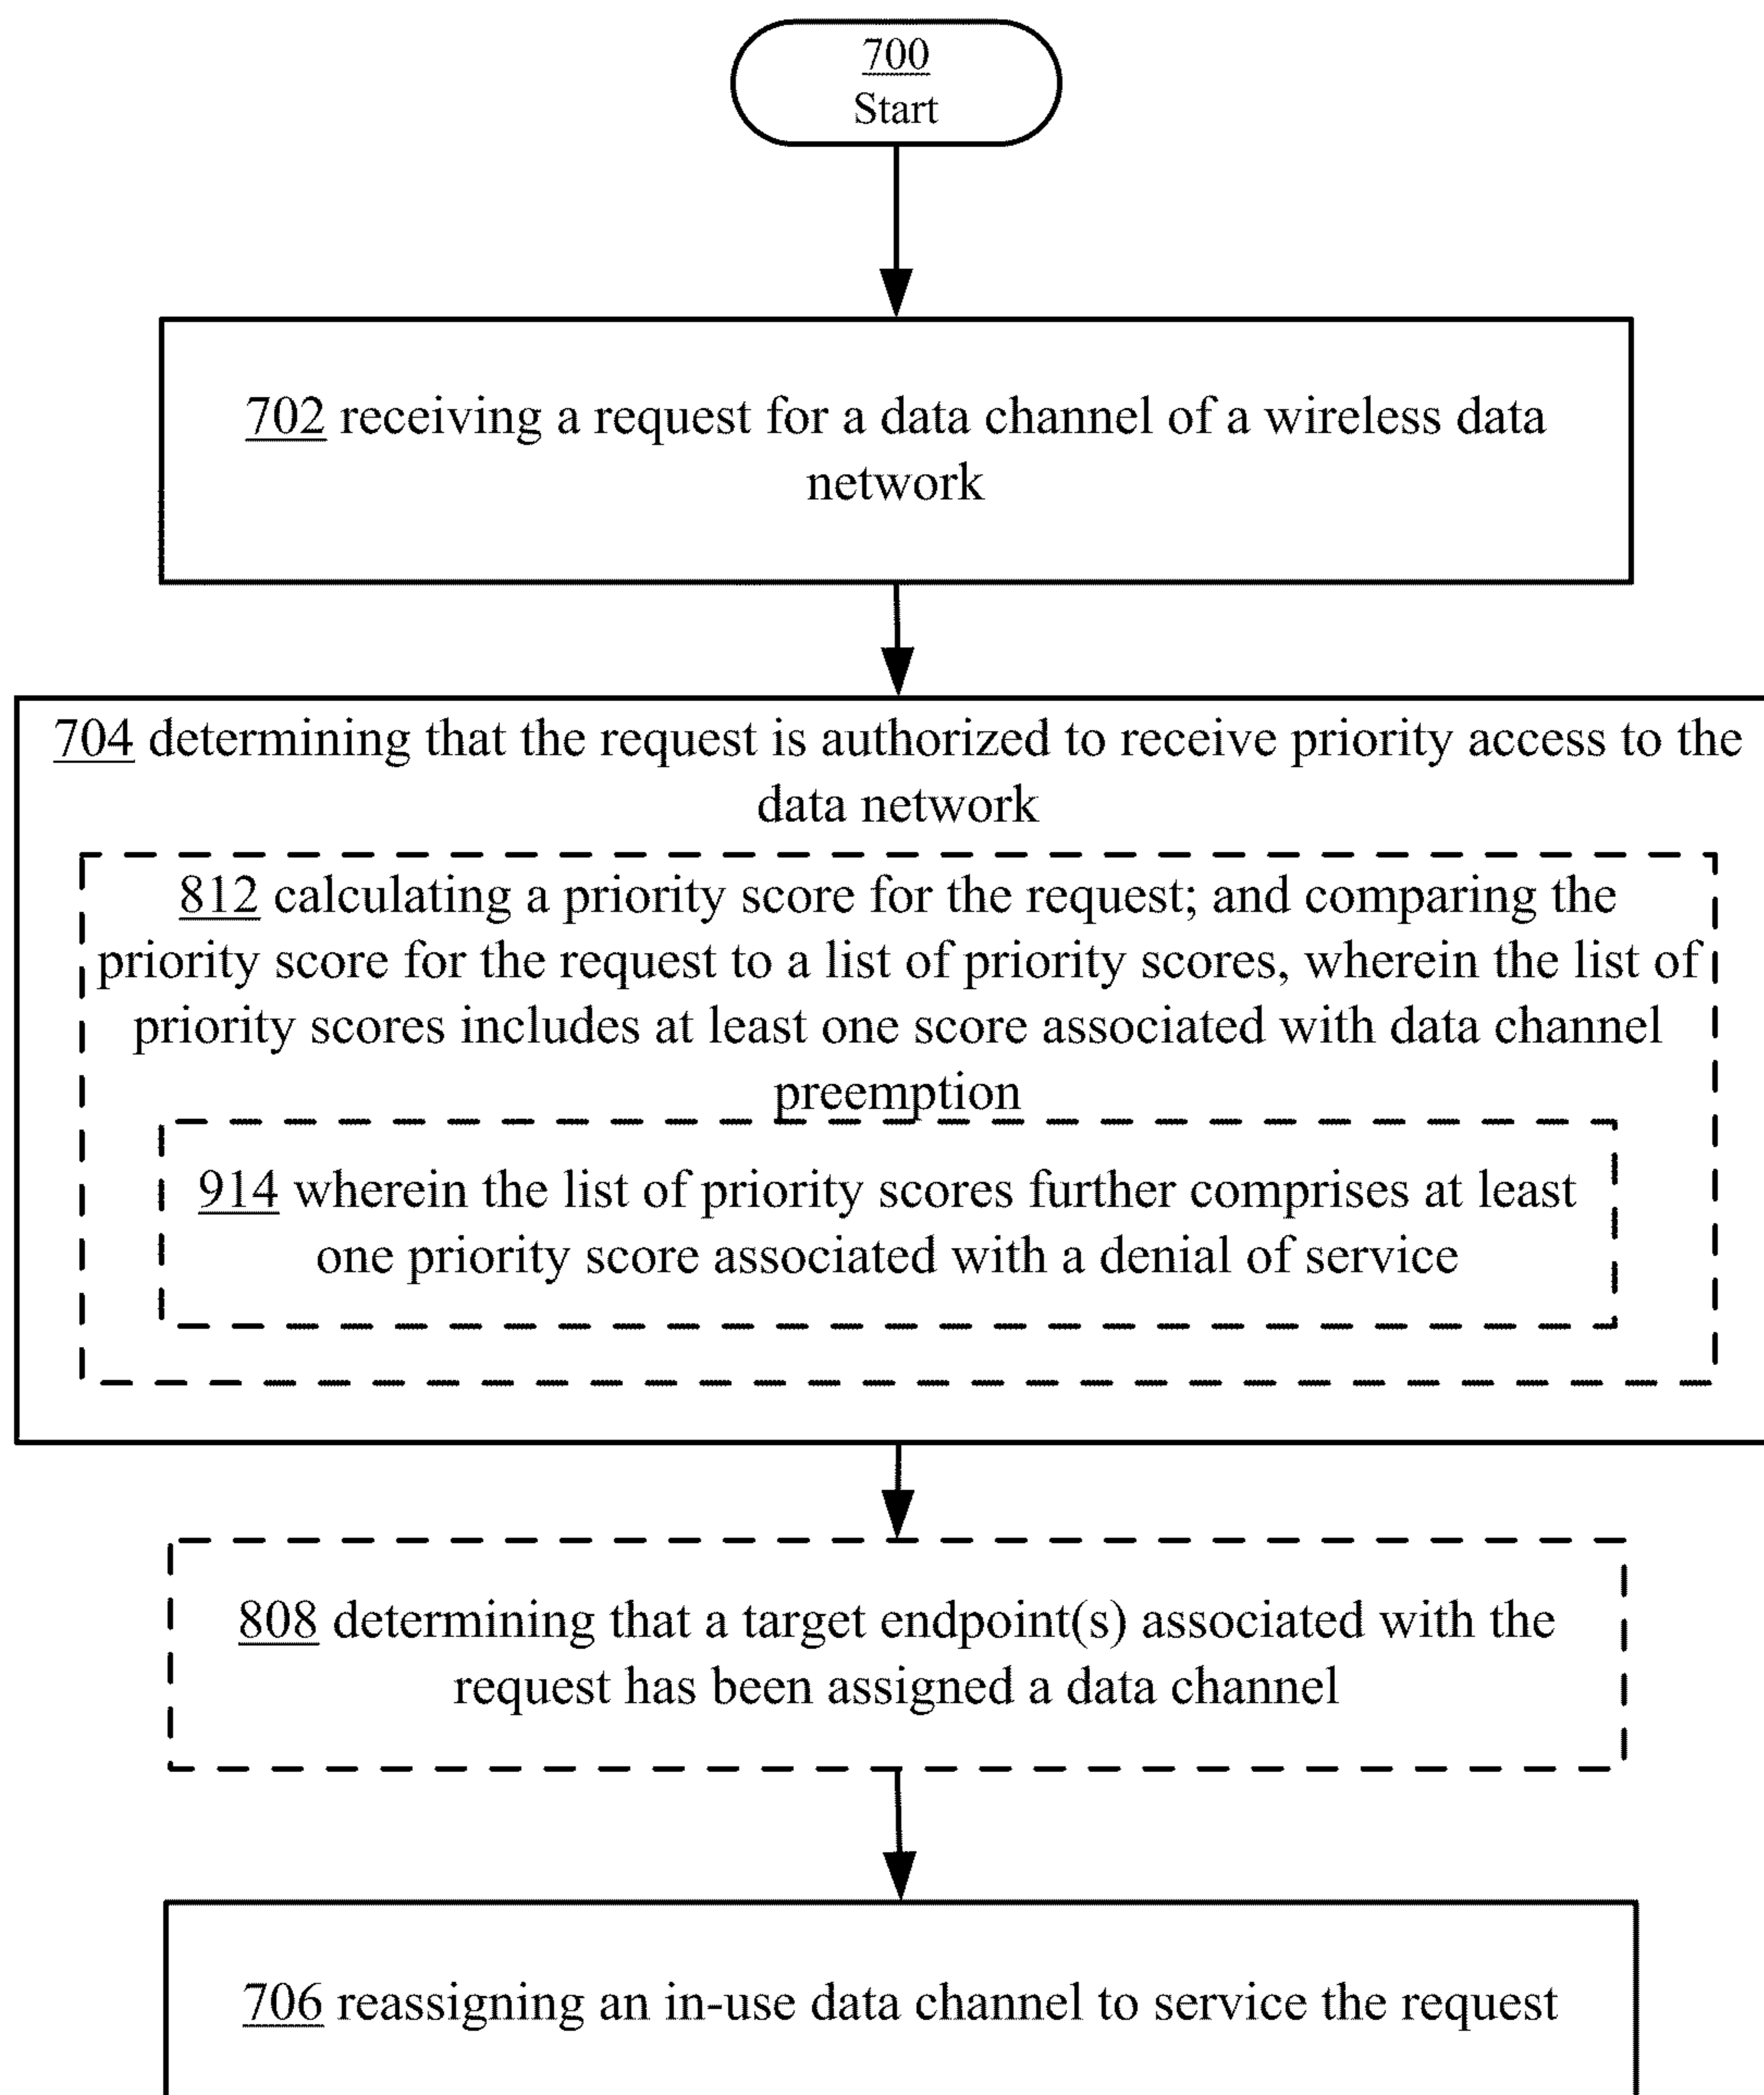 700
Start
702 receiving a request for a data channel of a wireless data
network
704 determining that the request is authorized to receive priority access to the
data network
812 calculating a priority score for the request; and comparing the
priority score for the request to a list of priority scores, wherein the list of
priority scores includes at least one score associated with data channel
preemption
914 wherein the list of priority scores further comprises at least
one priority score associated with a denial of service
808 determining that a target endpoint(s) associated with the
request has been assigned a data channel
706 reassigning an in-use data channel to service the request